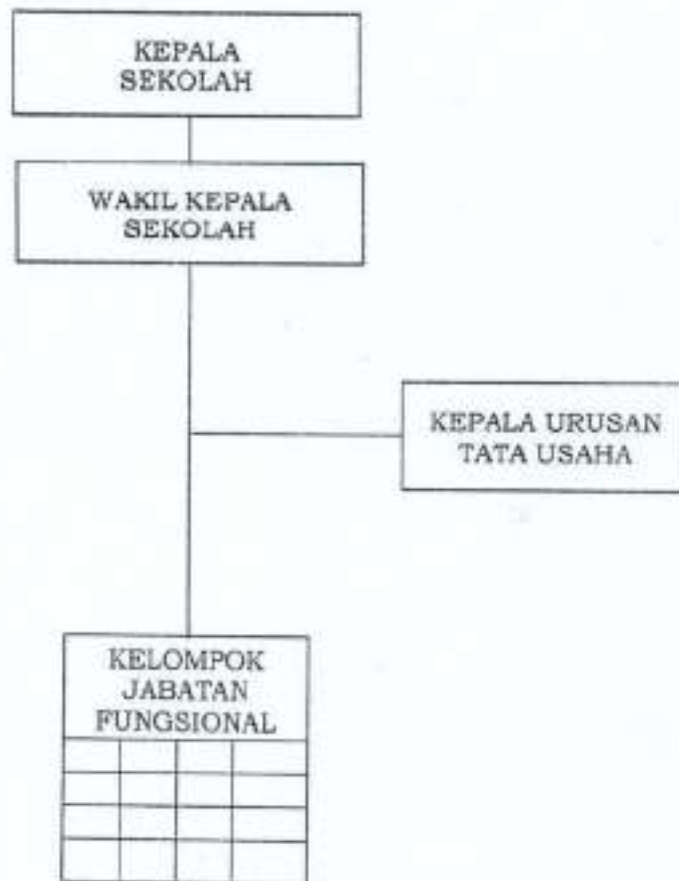 KEPALA
SEKOLAH
WAKIL KEPALA
SEKOLAH
KEPALA URUSAN
TATA USAHA
KELOMPOK
JABATAN
FUNGSIONAL